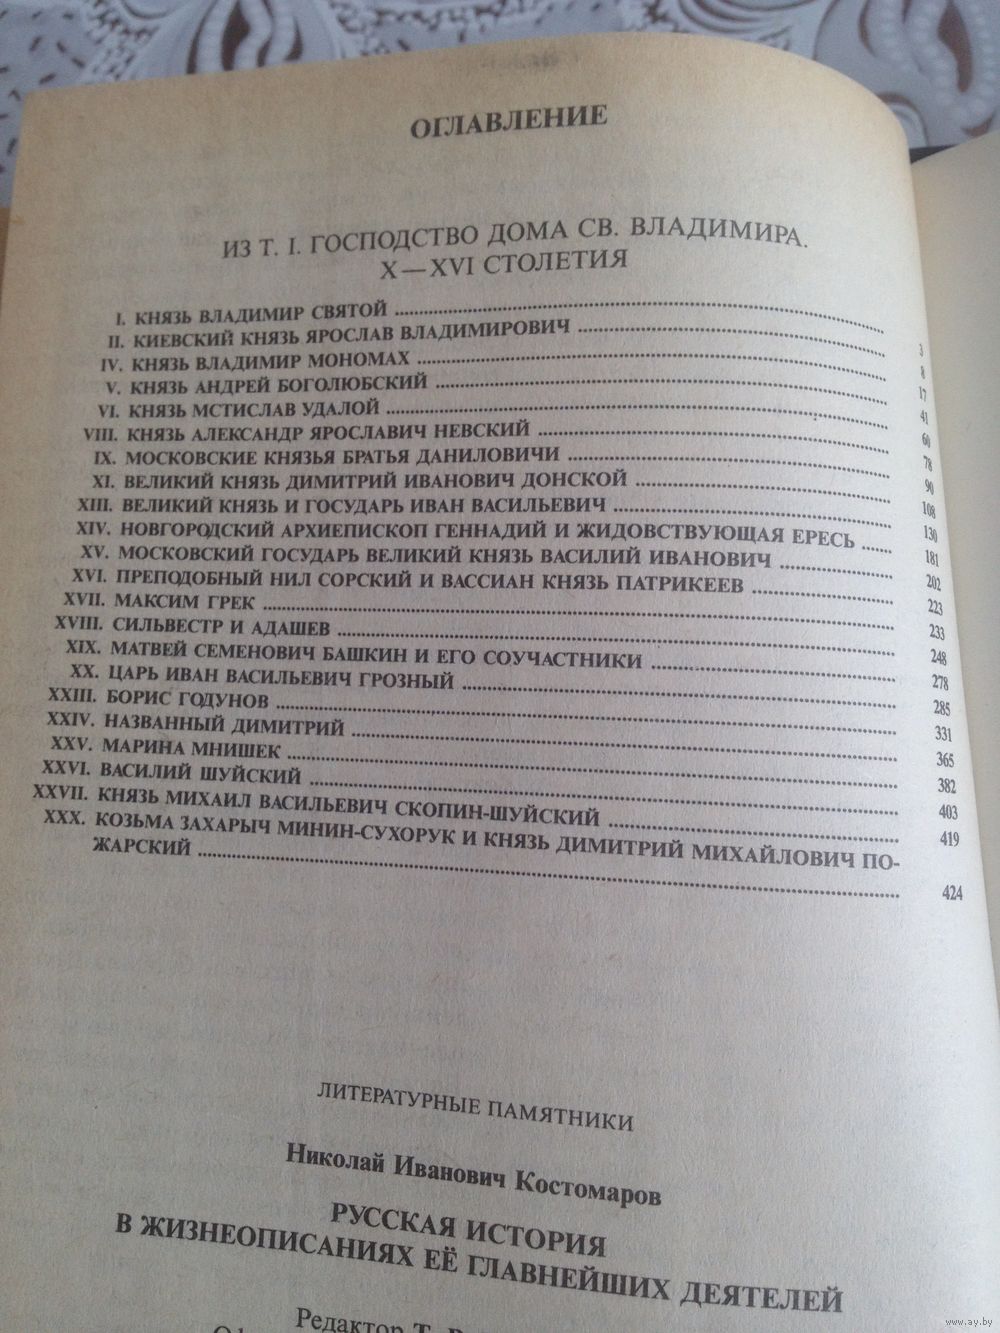 ОГЛАВЛЕНИЕ
ИЗ Т. I. ГОСПОДСТВО ДОМА СВ. ВЛАДИМИРА.
X—XVI СТОЛЕТИЯ
I. КНЯЗЬ ВЛАДИМИР СВЯТОЙ 3
II. КИЕВСКИЙ КНЯЗЬ ЯРОСЛАВ ВЛАДИМИРОВИЧ 8
IV. КНЯЗЬ ВЛАДИМИР МОНОМАХ 17
V. КНЯЗЬ АНДРЕЙ БОГОЛЮБСКИЙ 41
VI. КНЯЗЬ МСТИСЛАВ УДАЛОЙ 60
VIII. КНЯЗЬ АЛЕКСАНДР ЯРОСЛАВИЧ НЕВСКИЙ 78
IX. МОСКОВСКИЕ КНЯЗЬЯ БРАТЬЯ ДАНИЛОВИЧИ 90
XI. ВЕЛИКИЙ КНЯЗЬ ДИМИТРИЙ ИВАНОВИЧ ДОНСКОЙ 108
XIII. ВЕЛИКИЙ КНЯЗЬ И ГОСУДАРЬ ИВАН ВАСИЛЬЕВИЧ 130
XIV. НОВГОРОДСКИЙ АРХИЕПИСКОП ГЕННАДИЙ И ЖИДОВСТВУЮЩАЯ ЕРЕСЬ 181
XV. МОСКОВСКИЙ ГОСУДАРЬ ВЕЛИКИЙ КНЯЗЬ ВАСИЛИЙ ИВАНОВИЧ 202
XVI. ПРЕПОДОБНЫЙ НИЛ СОРСКИЙ И ВАССИАН КНЯЗЬ ПАТРИКЕЕВ 223
XVII. МАКСИМ ГРЕК 233
XVIII. СИЛЬВЕСТР И АДАШЕВ 248
XIX. МАТВЕЙ СЕМЕНОВИЧ БАШКИН И ЕГО СОУЧАСТНИКИ 278
XX. ЦАРЬ ИВАН ВАСИЛЬЕВИЧ ГРОЗНЫЙ 285
XXIII. БОРИС ГОДУНОВ 331
XXIV. НАЗВАННЫЙ ДИМИТРИЙ 365
XXV. МАРИНА МНИШЕК 382
XXVI. ВАСИЛИЙ ШУЙСКИЙ 403
XXVII. КНЯЗЬ МИХАИЛ ВАСИЛЬЕВИЧ СКОПИН-ШУЙСКИЙ 419
XXX. КОЗЬМА ЗАХАРЫЧ МИНИН-СУХОРУК И КНЯЗЬ ДИМИТРИЙ МИХАЙЛОВИЧ ПО-
ЖАРСКИЙ 424
ЛИТЕРАТУРНЫЕ ПАМЯТНИКИ
Николай Иванович Костомаров
РУССКАЯ ИСТОРИЯ
В ЖИЗНЕОПИСАНИЯХ ЕЁ ГЛАВНЕЙШИХ ДЕЯТЕЛЕЙ
Редактор Т.
www.ay.by